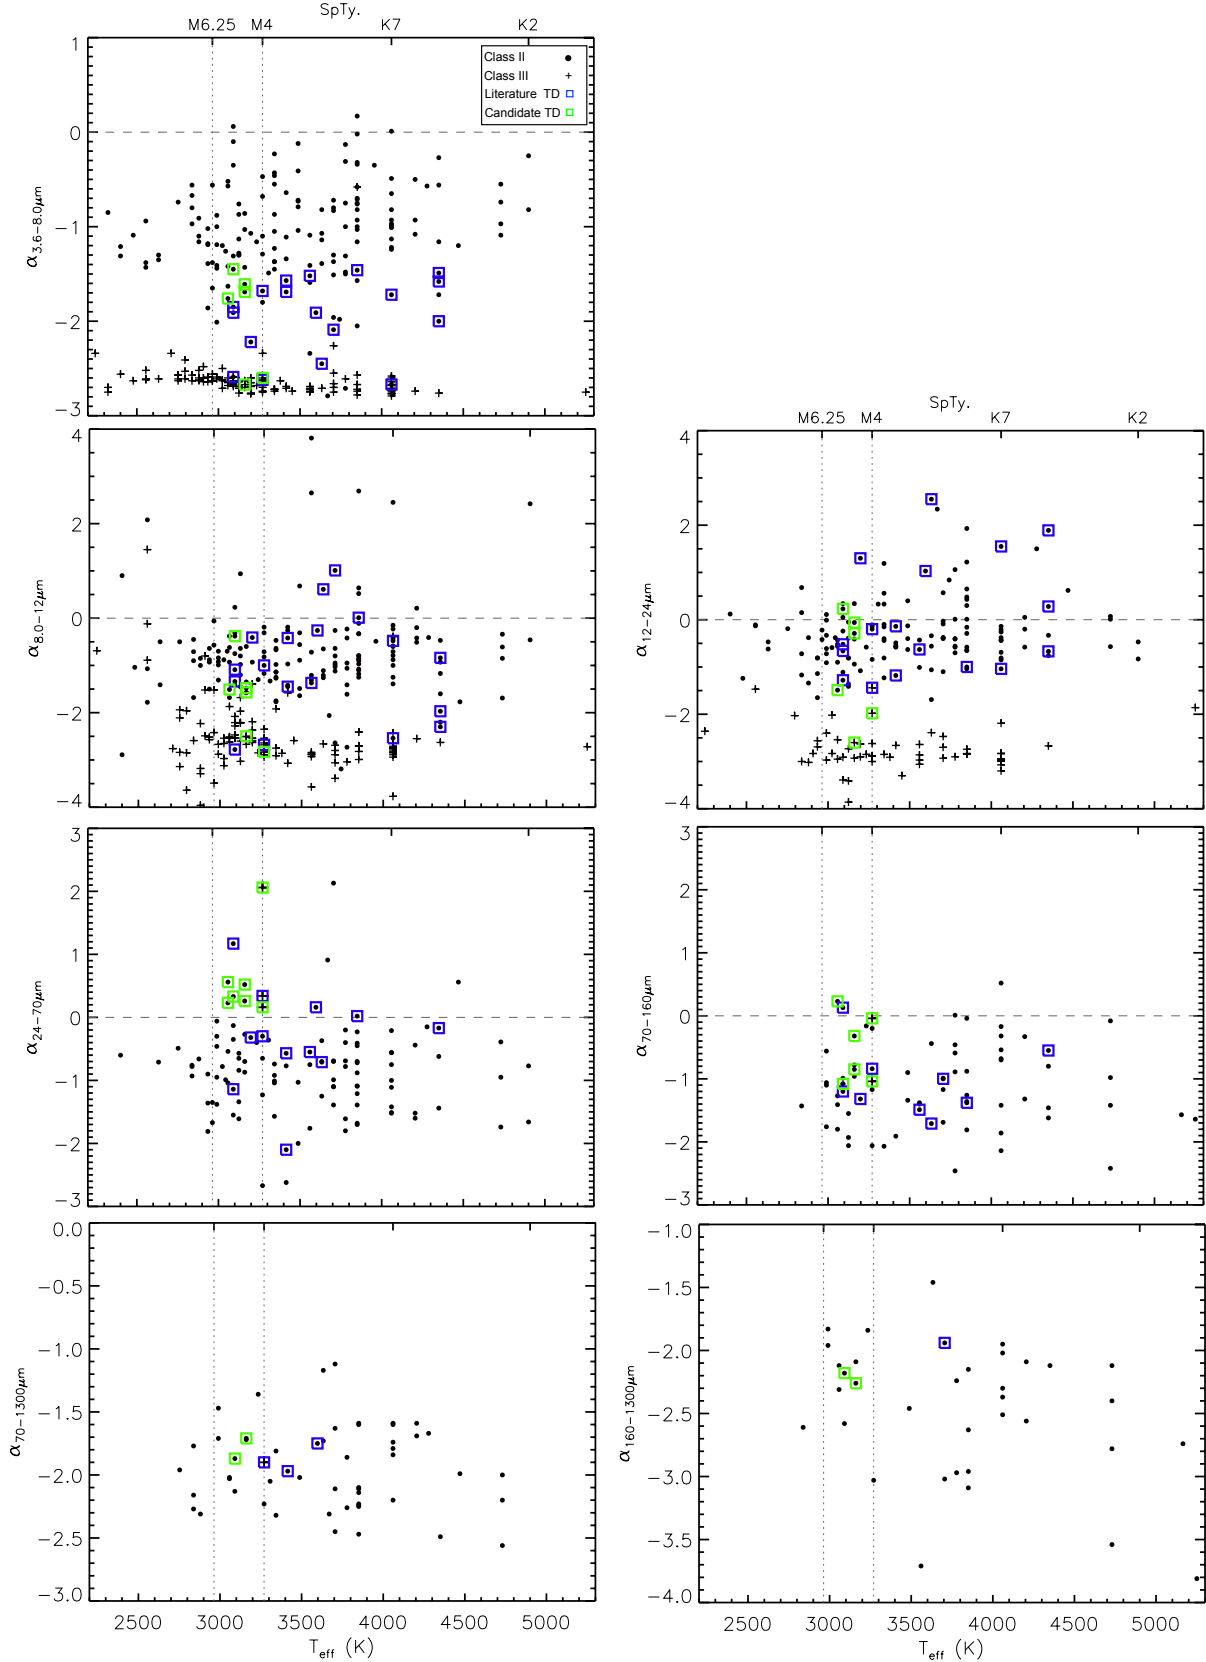 SpTy.
M6.25 M4 K7 K2
1
0
−1
−2
−3
α3.6−8.0μm
Class II
Class III
Literature TD
Candidate TD
4
2
0
−2
−4
α8.0−12μm
SpTy.
M6.25 M4 K7 K2
4
2
0
−2
−4
α12−24μm
3
2
1
0
−1
−2
−3
α24−70μm
3
2
1
0
−1
−2
−3
α70−160μm
0.0
−0.5
−1.0
−1.5
−2.0
−2.5
−3.0
α70−1300μm
2500 3000 3500 4000 4500 5000
Teff (K)
−1.0
−1.5
−2.0
−2.5
−3.0
−3.5
−4.0
α160−1300μm
2500 3000 3500 4000 4500 5000
Teff (K)